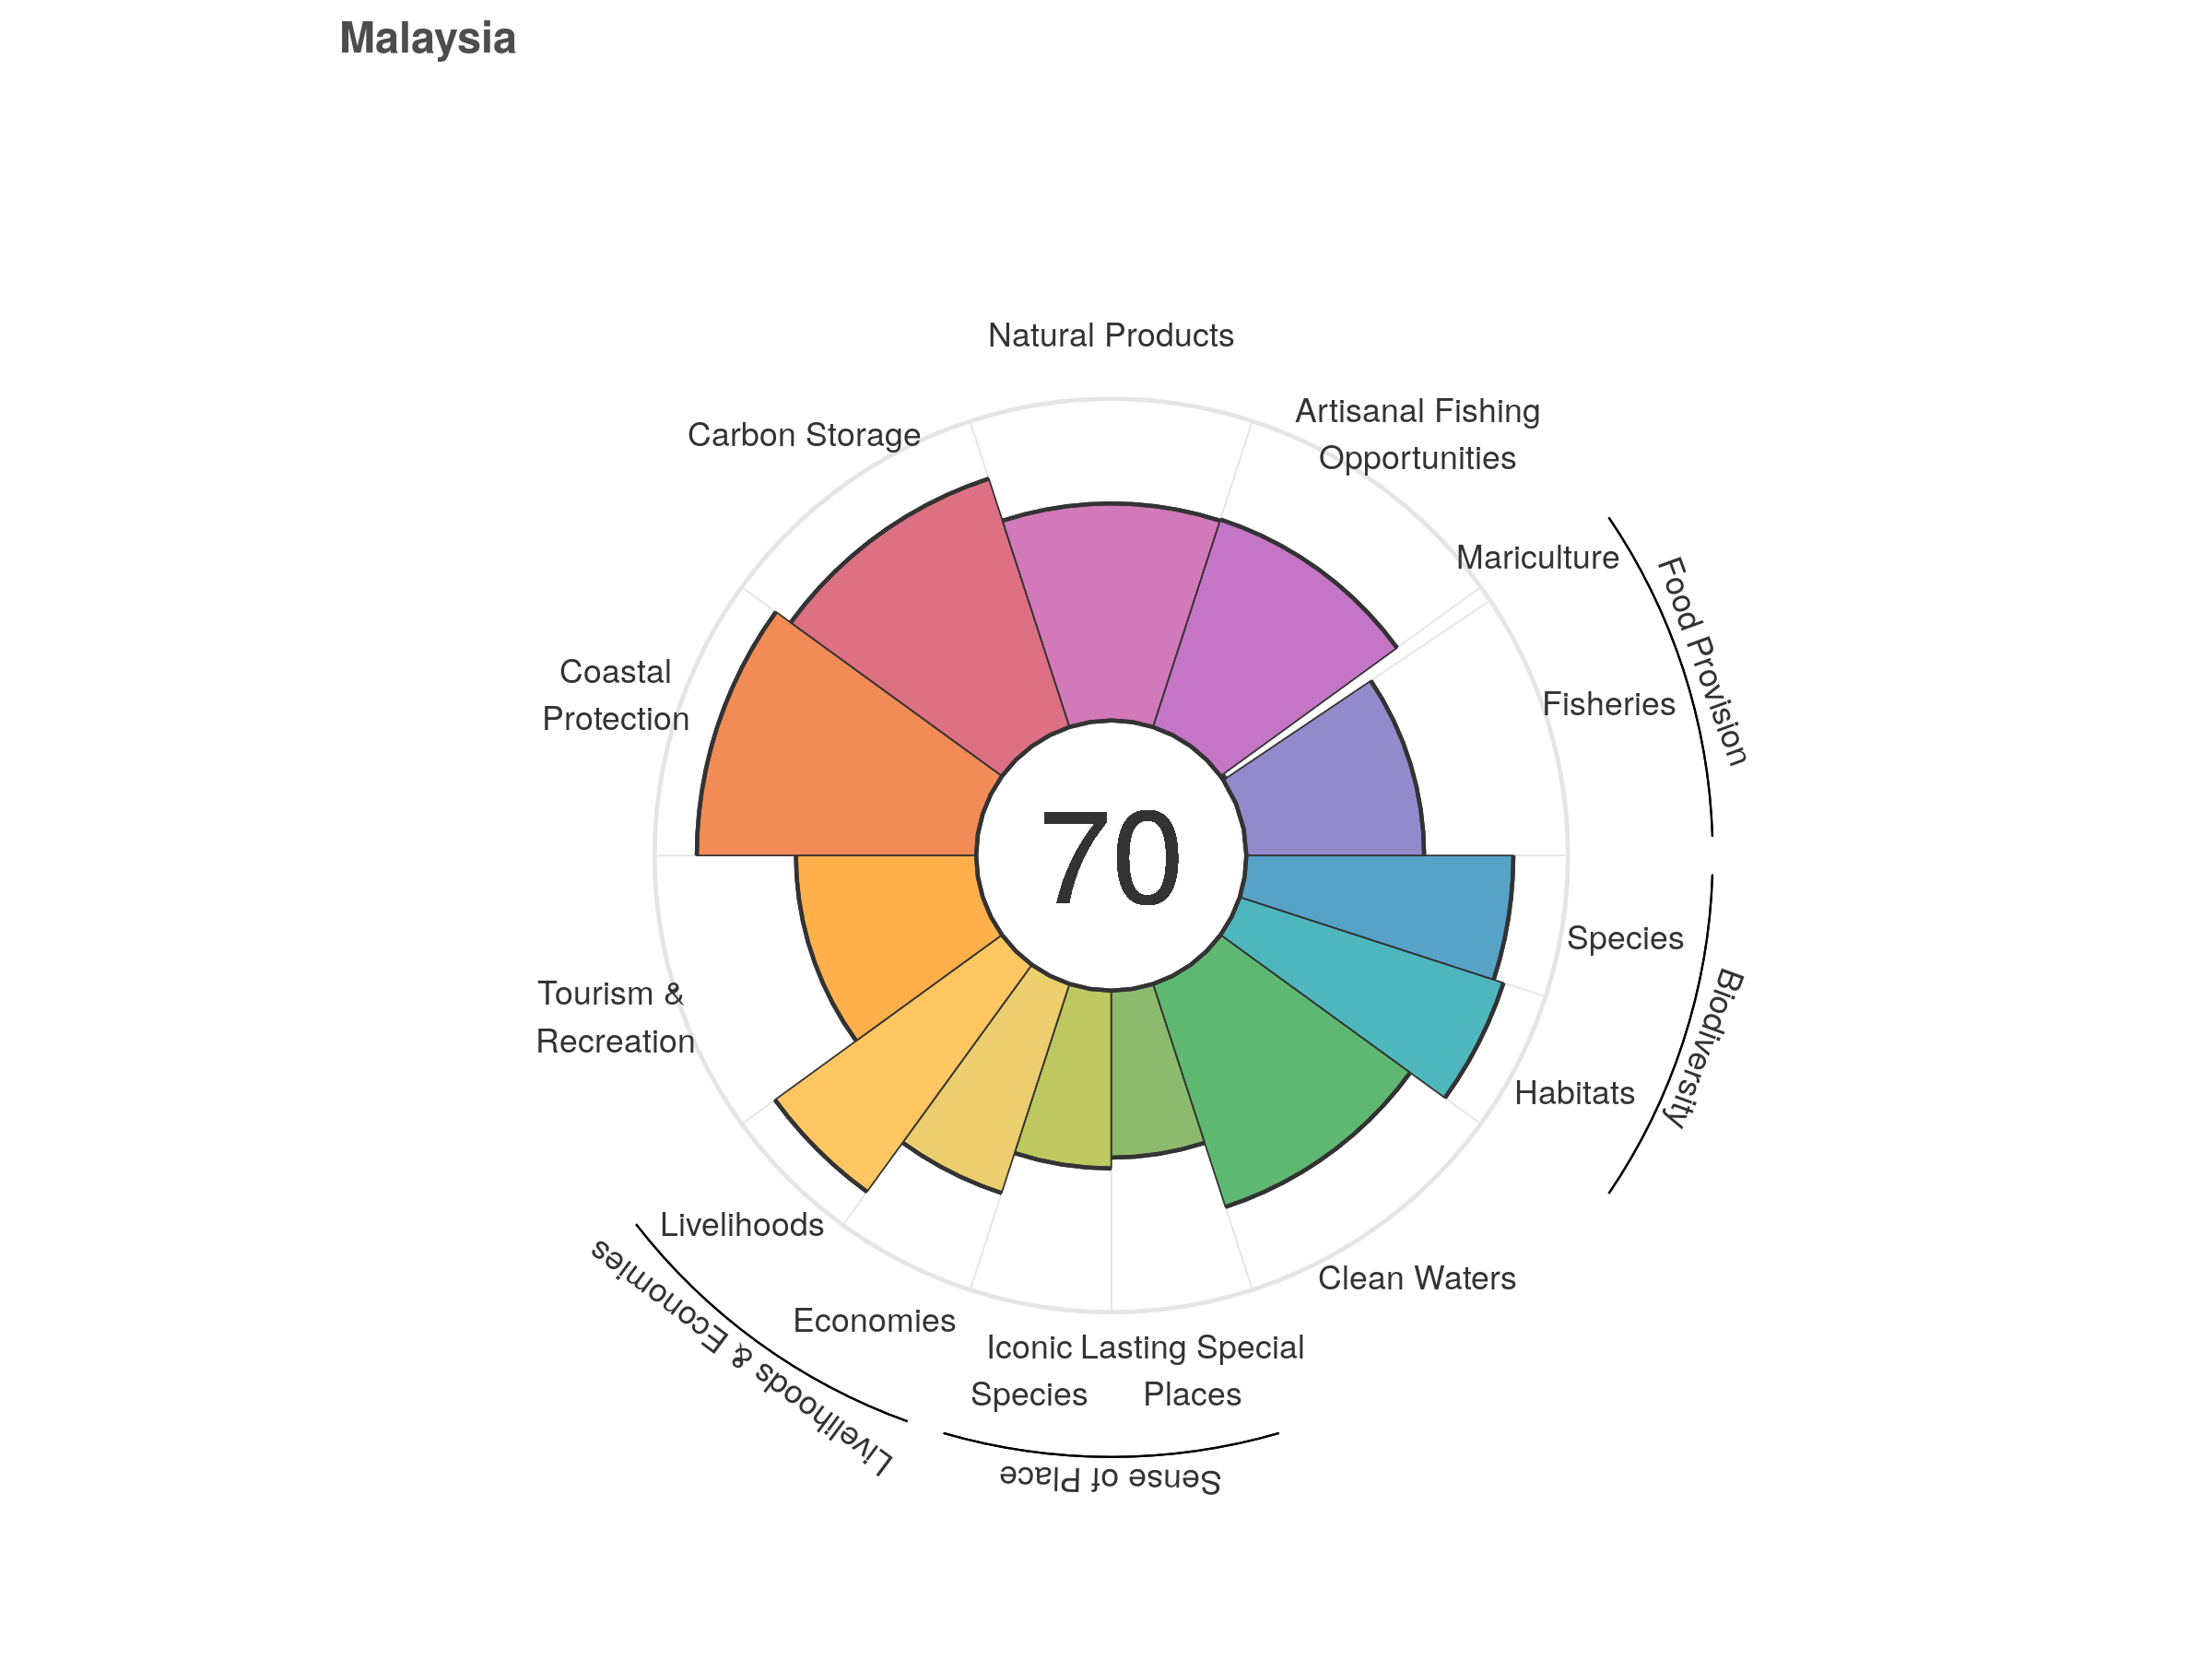 Malaysia
Natural Products
Artisanal Fishing
Opportunities
Carbon Storage
Mariculture
Food Provision
Coastal
Protection
Fisheries
70
Species
Biodiversity
Tourism &
Recreation
Habitats
Livelihoods
Clean Waters
Livelihoods & Economies
Economies
Iconic
Species
Lasting Special
Places
Sense of Place